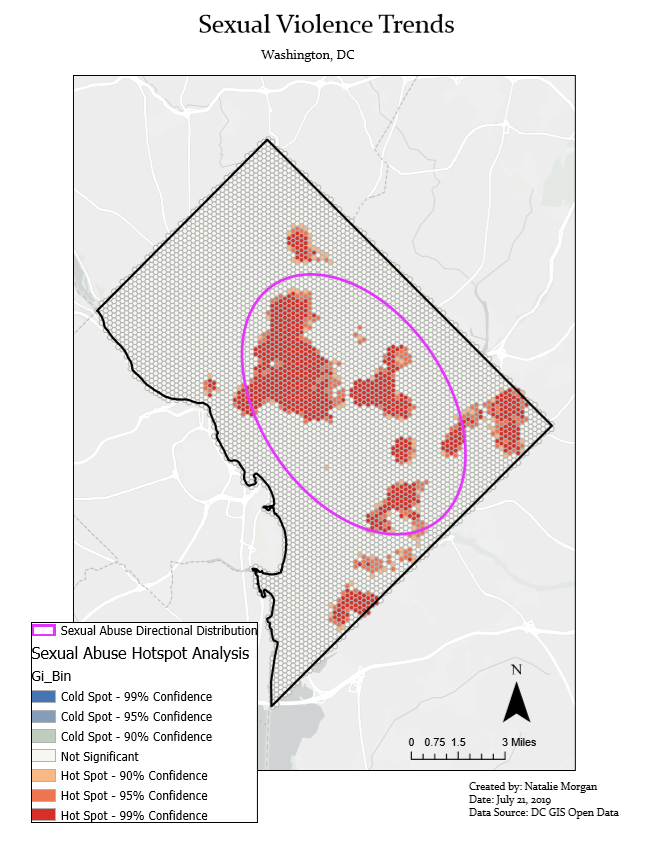 Sexual Violence Trends
Washington, DC
Sexual Abuse Directional Distribution
Sexual Abuse Hotspot Analysis
Gi_Bin
Cold Spot - 99% Confidence
Cold Spot - 95% Confidence
Cold Spot - 90% Confidence
Not Significant
Hot Spot - 90% Confidence
Hot Spot - 95% Confidence
Hot Spot - 99% Confidence
N
0 0.75 1.5 3 Miles
Created by: Natalie Morgan
Date: July 21, 2019
Data Source: DC GIS Open Data